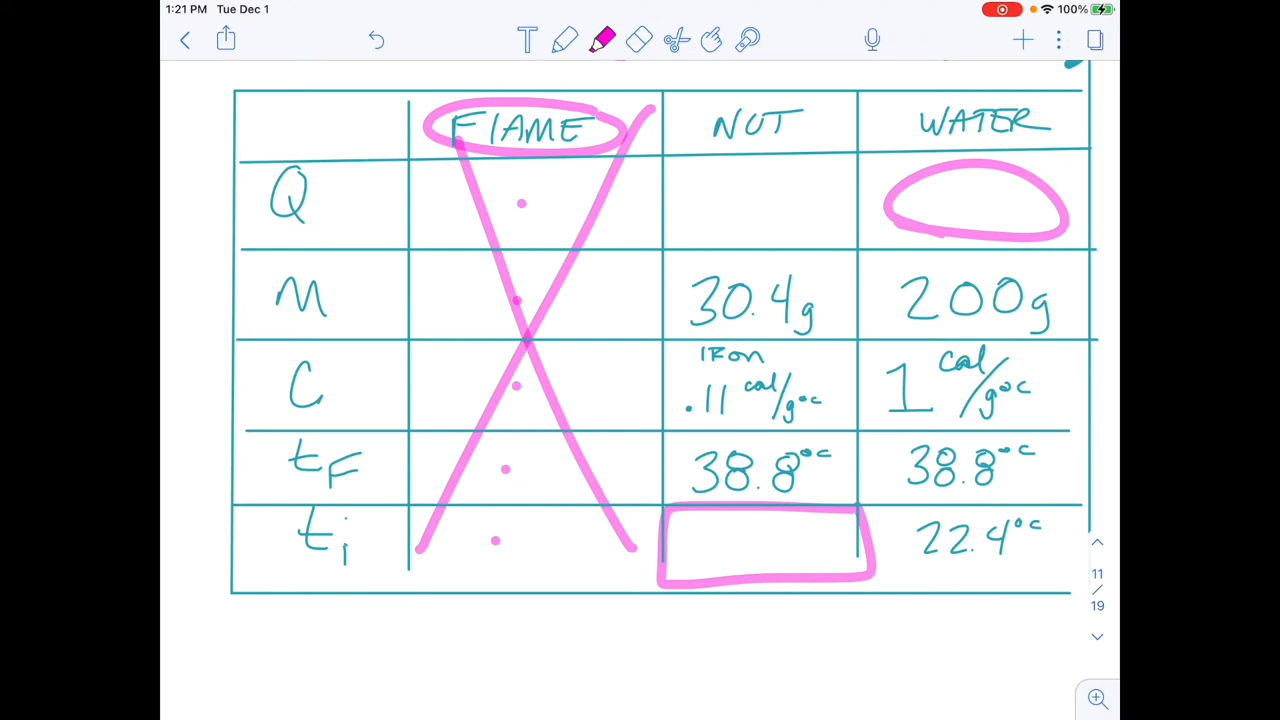 1:21 PM Tue Dec 1
100%
FlAME NUT WATER
Q
M 30.4g 200g
C IRon .11 cal/g°C 1 cal/g°C
tF 38.8°C 38.8°C
ti 22.4°C
11
/
19